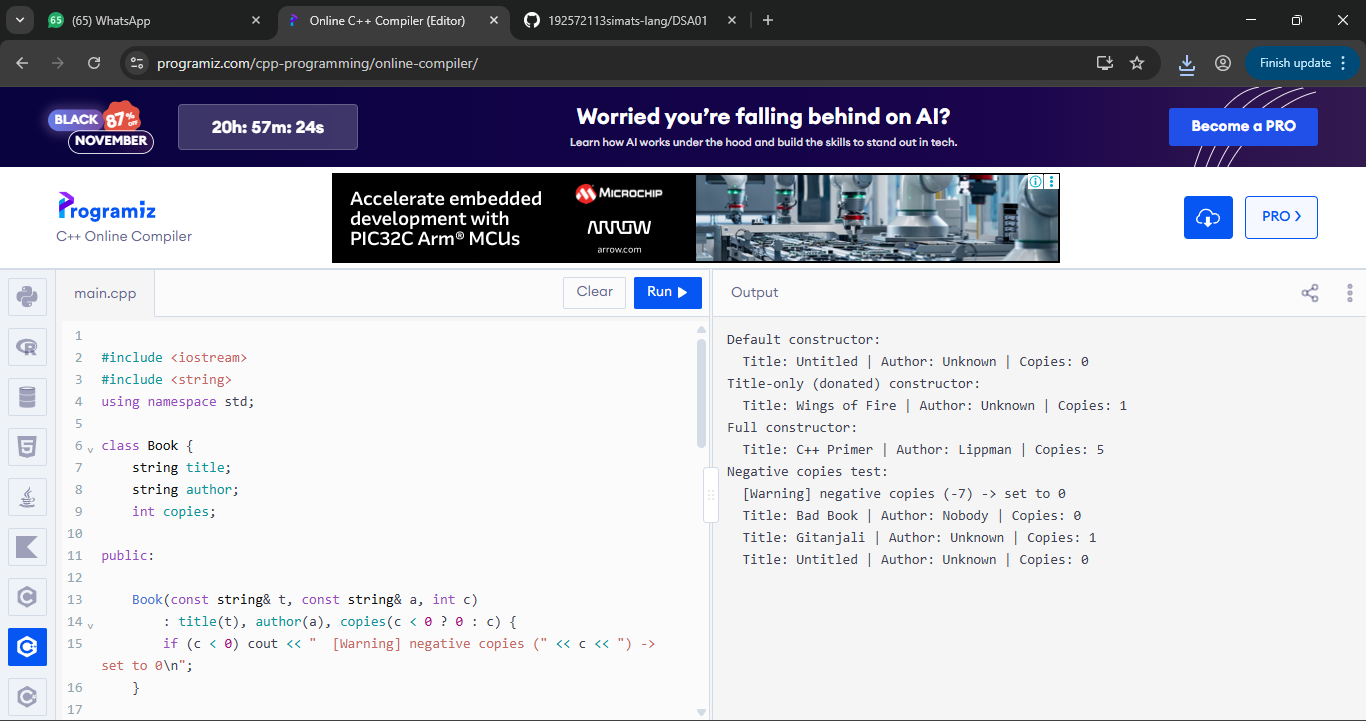 65
(65) WhatsApp
Online C++ Compiler (Editor)
192572113simats-lang/DSA01
programiz.com/cpp-programming/online-compiler/
Finish update
BLACK 87% OFF
NOVEMBER
20h: 57m: 24s
Worried you’re falling behind on AI?
Learn how AI works under the hood and build the skills to stand out in tech.
Become a PRO
Programiz
C++ Online Compiler
Accelerate embedded
development with
PIC32C Arm® MCUs
MICROCHIP
ARROW
arrow.com
PRO
main.cpp
Clear
Run
Output
1
2 #include <iostream>
3 #include <string>
4 using namespace std;
5
6 class Book {
7 string title;
8 string author;
9 int copies;
10
11 public:
12
13 Book(const string& t, const string& a, int c)
14 : title(t), author(a), copies(c < 0 ? 0 : c) {
15 if (c < 0) cout << "  [Warning] negative copies (" << c << ") ->
set to 0\n";
16 }
17
Default constructor:
Title: Untitled | Author: Unknown | Copies: 0
Title-only (donated) constructor:
Title: Wings of Fire | Author: Unknown | Copies: 1
Full constructor:
Title: C++ Primer | Author: Lippman | Copies: 5
Negative copies test:
[Warning] negative copies (-7) -> set to 0
Title: Bad Book | Author: Nobody | Copies: 0
Title: Gitanjali | Author: Unknown | Copies: 1
Title: Untitled | Author: Unknown | Copies: 0